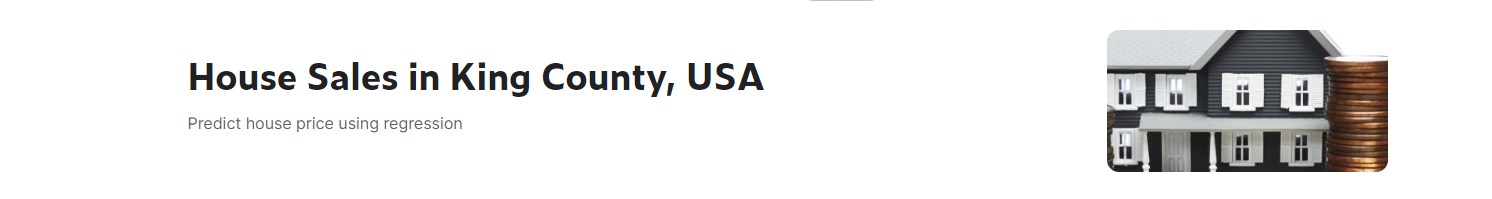 House Sales in King County, USA
Predict house price using regression